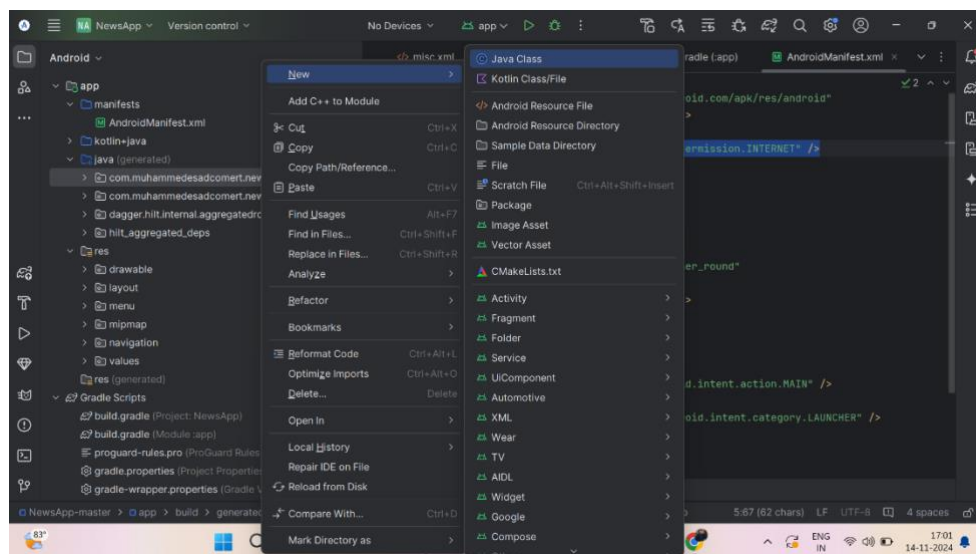 NA NewsApp Version control No Devices app
Android
app
manifests
AndroidManifest.xml
kotlin+java
java (generated)
com.muhammedesadcomert.new
com.muhammedesadcomert.new
dagger.hilt.internal.aggregatedro
hilt_aggregated_deps
res
drawable
layout
menu
mipmap
navigation
values
res (generated)
Gradle Scripts
build.gradle (Project: NewsApp)
build.gradle (Module :app)
proguard-rules.pro (ProGuard Rules
gradle.properties (Project Propertie
gradle-wrapper.properties (Gradle V
New
Add C++ to Module
Cut Ctrl+X
Copy Ctrl+C
Copy Path/Reference...
Paste Ctrl+V
Find Usages Alt+F7
Find in Files... Ctrl+Shift+F
Replace in Files... Ctrl+Shift+R
Analyze
Refactor
Bookmarks
Reformat Code Ctrl+Alt+L
Optimize Imports Ctrl+Alt+O
Delete... Delete
Open In
Local History
Repair IDE on File
Reload from Disk
Compare With... Ctrl+D
Mark Directory as
Java Class
Kotlin Class/File
Android Resource File
Android Resource Directory
Sample Data Directory
File
Scratch File Ctrl+Alt+Shift+Insert
Package
Image Asset
Vector Asset
CMakeLists.txt
Activity
Fragment
Folder
Service
UiComponent
Automotive
XML
Wear
TV
AIDL
Widget
Google
Compose
misc.xml radle (:app) AndroidManifest.xml
2
oid.com/apk/res/android"
>
ermission.INTERNET" />
er_round"
>
d.intent.action.MAIN" />
oid.intent.category.LAUNCHER" />
NewsApp-master > app > build > generated
5:67 (62 chars) LF UTF-8 4 spaces
83°
ENG
IN
17:01
14-11-2024